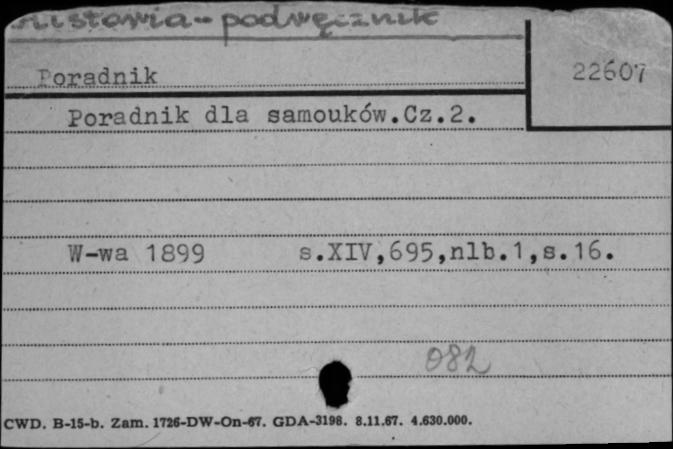 Historia - podręcznik
Poradnik
22607
Poradnik dla samouków.Cz.2.
W-wa 1899 s.XIV,695,nlb.1,s.16.
082
CWD. B-15-b. Zam. 1726-DW-On-67. GDA-3198. 8.11.67. 4.630.000.